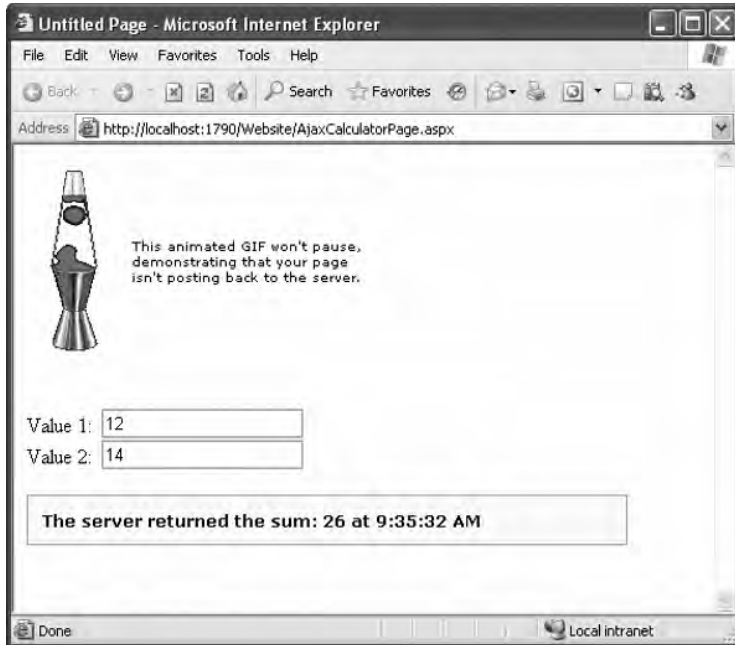 Untitled Page - Microsoft Internet Explorer
File Edit View Favorites Tools Help
Back Search Favorites
Address http://localhost:1790/Website/AjaxCalculatorPage.aspx
This animated GIF won't pause,
demonstrating that your page
isn't posting back to the server.
Value 1: 12
Value 2: 14
The server returned the sum: 26 at 9:35:32 AM
Done Local intranet